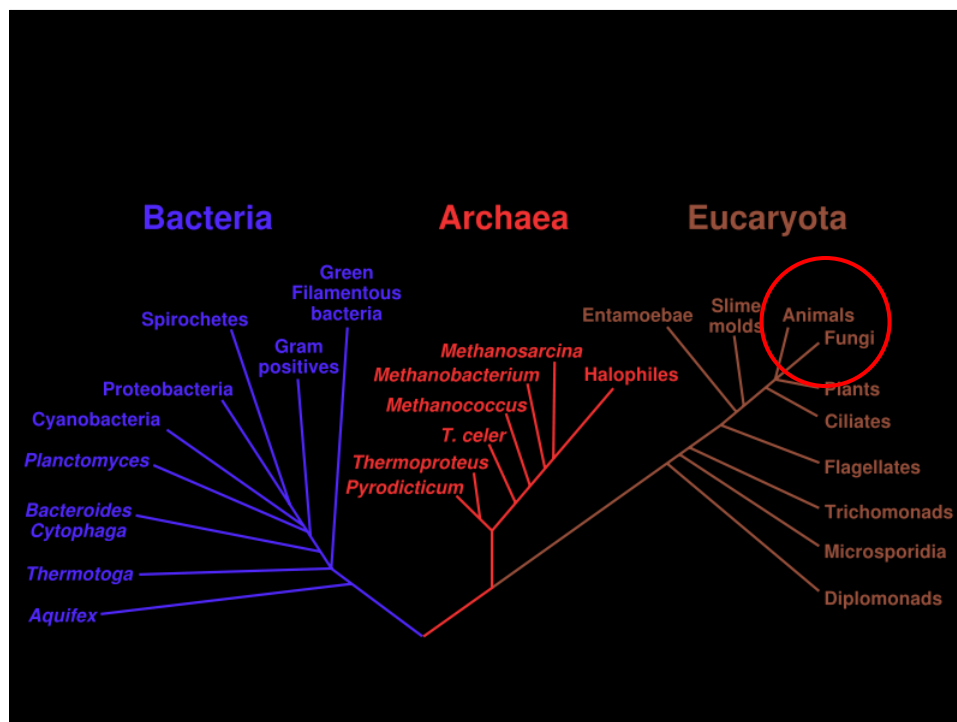 Bacteria
Archaea
Eucaryota
Green
Filamentous
bacteria
Spirochetes
Gram
positives
Proteobacteria
Cyanobacteria
Planctomyces
Bacteroides
Cytophaga
Thermotoga
Aquifex
Methanosarcina
Methanobacterium
Halophiles
Methanococcus
T. celer
Thermoproteus
Pyrodicticum
Entamoebae
Slime
molds
Animals
Fungi
Plants
Ciliates
Flagellates
Trichomonads
Microsporidia
Diplomonads